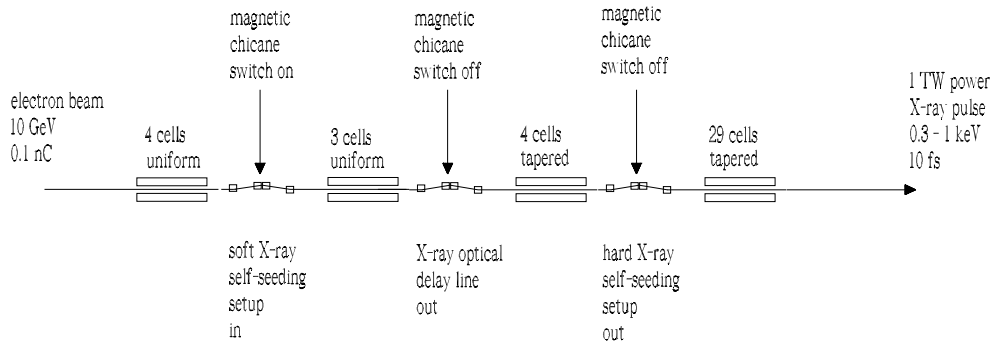 magnetic
chicane
switch on
magnetic
chicane
switch off
magnetic
chicane
switch off
electron beam
10 GeV
0.1 nC
4 cells
uniform
3 cells
uniform
4 cells
tapered
29 cells
tapered
1 TW power
X-ray pulse
0.3 - 1 keV
10 fs
soft X-ray
self-seeding
setup
in
X-ray optical
delay line
out
hard X-ray
self-seeding
setup
out